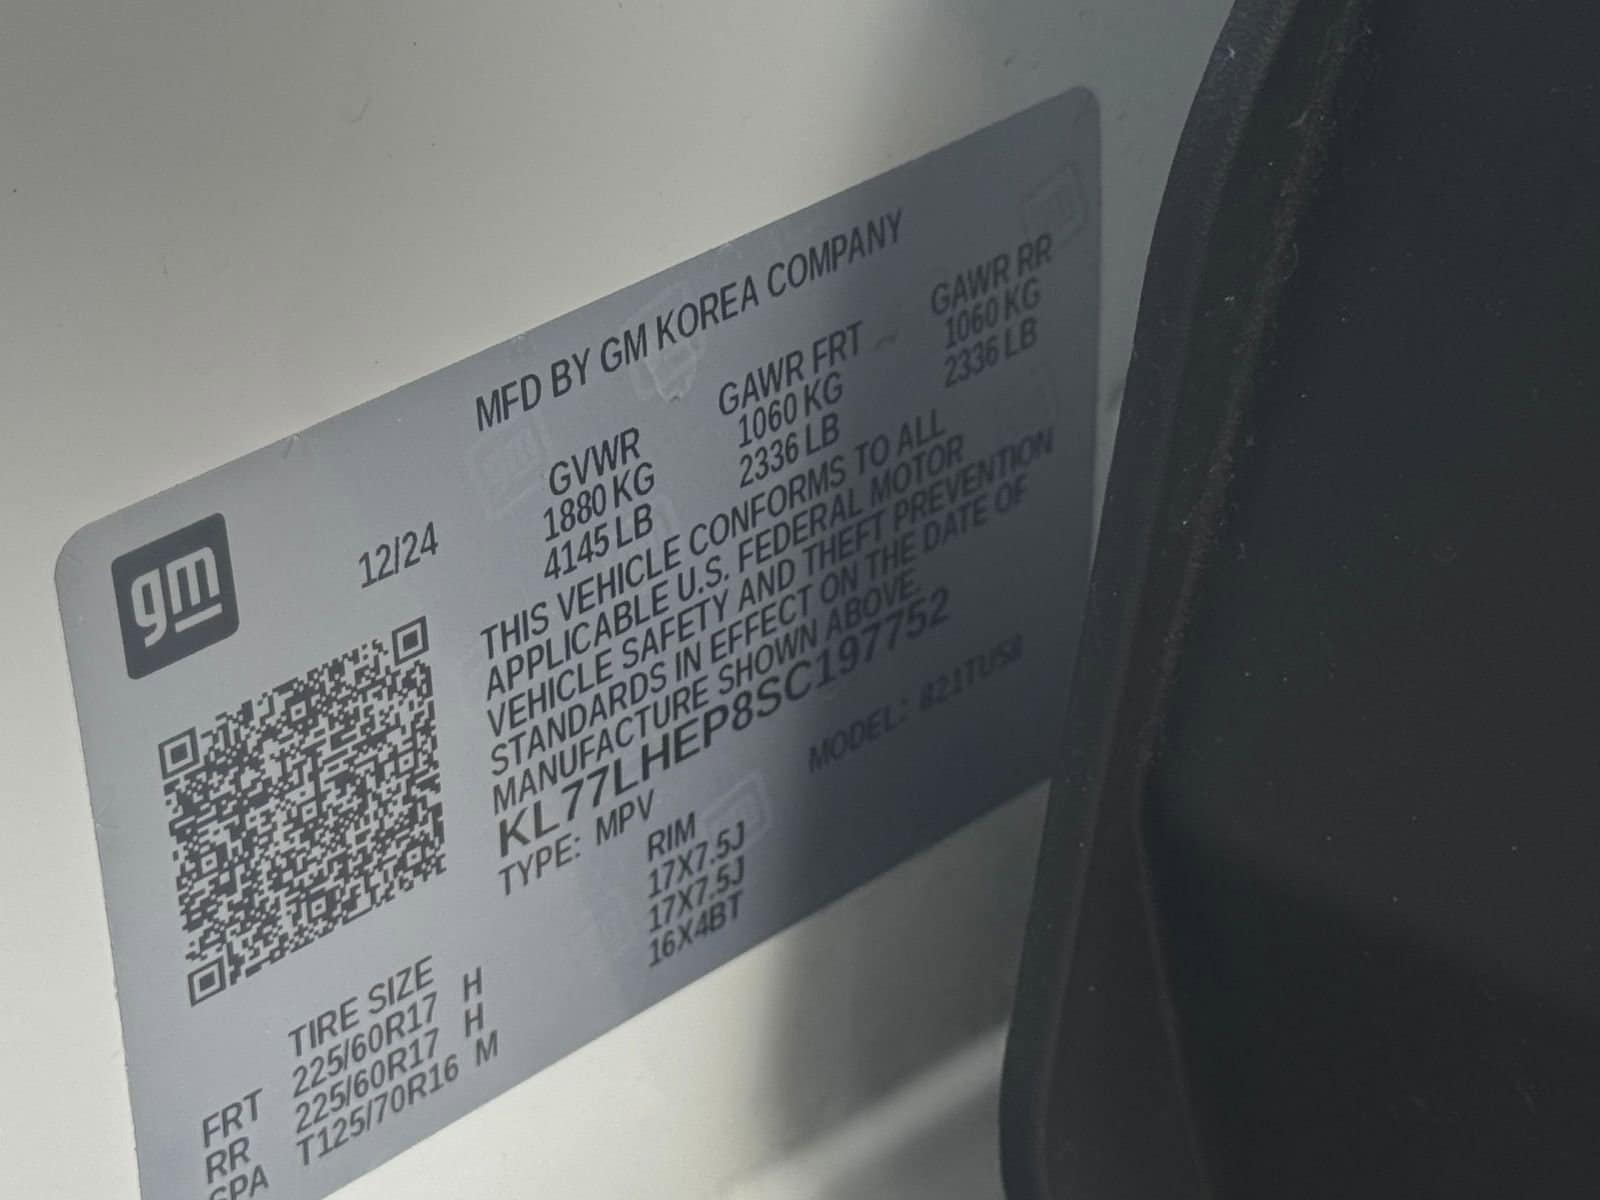 MFD BY GM KOREA COMPANY
gm
12/24
GVWR GAWR FRT GAWR RR
1880 KG 1060 KG 1060 KG
4145 LB 2336 LB 2336 LB
THIS VEHICLE CONFORMS TO ALL
APPLICABLE U.S. FEDERAL MOTOR
VEHICLE SAFETY AND THEFT PREVENTION
STANDARDS IN EFFECT ON THE DATE OF
MANUFACTURE SHOWN ABOVE.
KL77LHEP8SC197752
TYPE: MPV MODEL:
TIRE SIZE RIM
FRT 225/60R17 H 17X7.5J
RR 225/60R17 H 17X7.5J
SPA T125/70R16 M 16X4BT